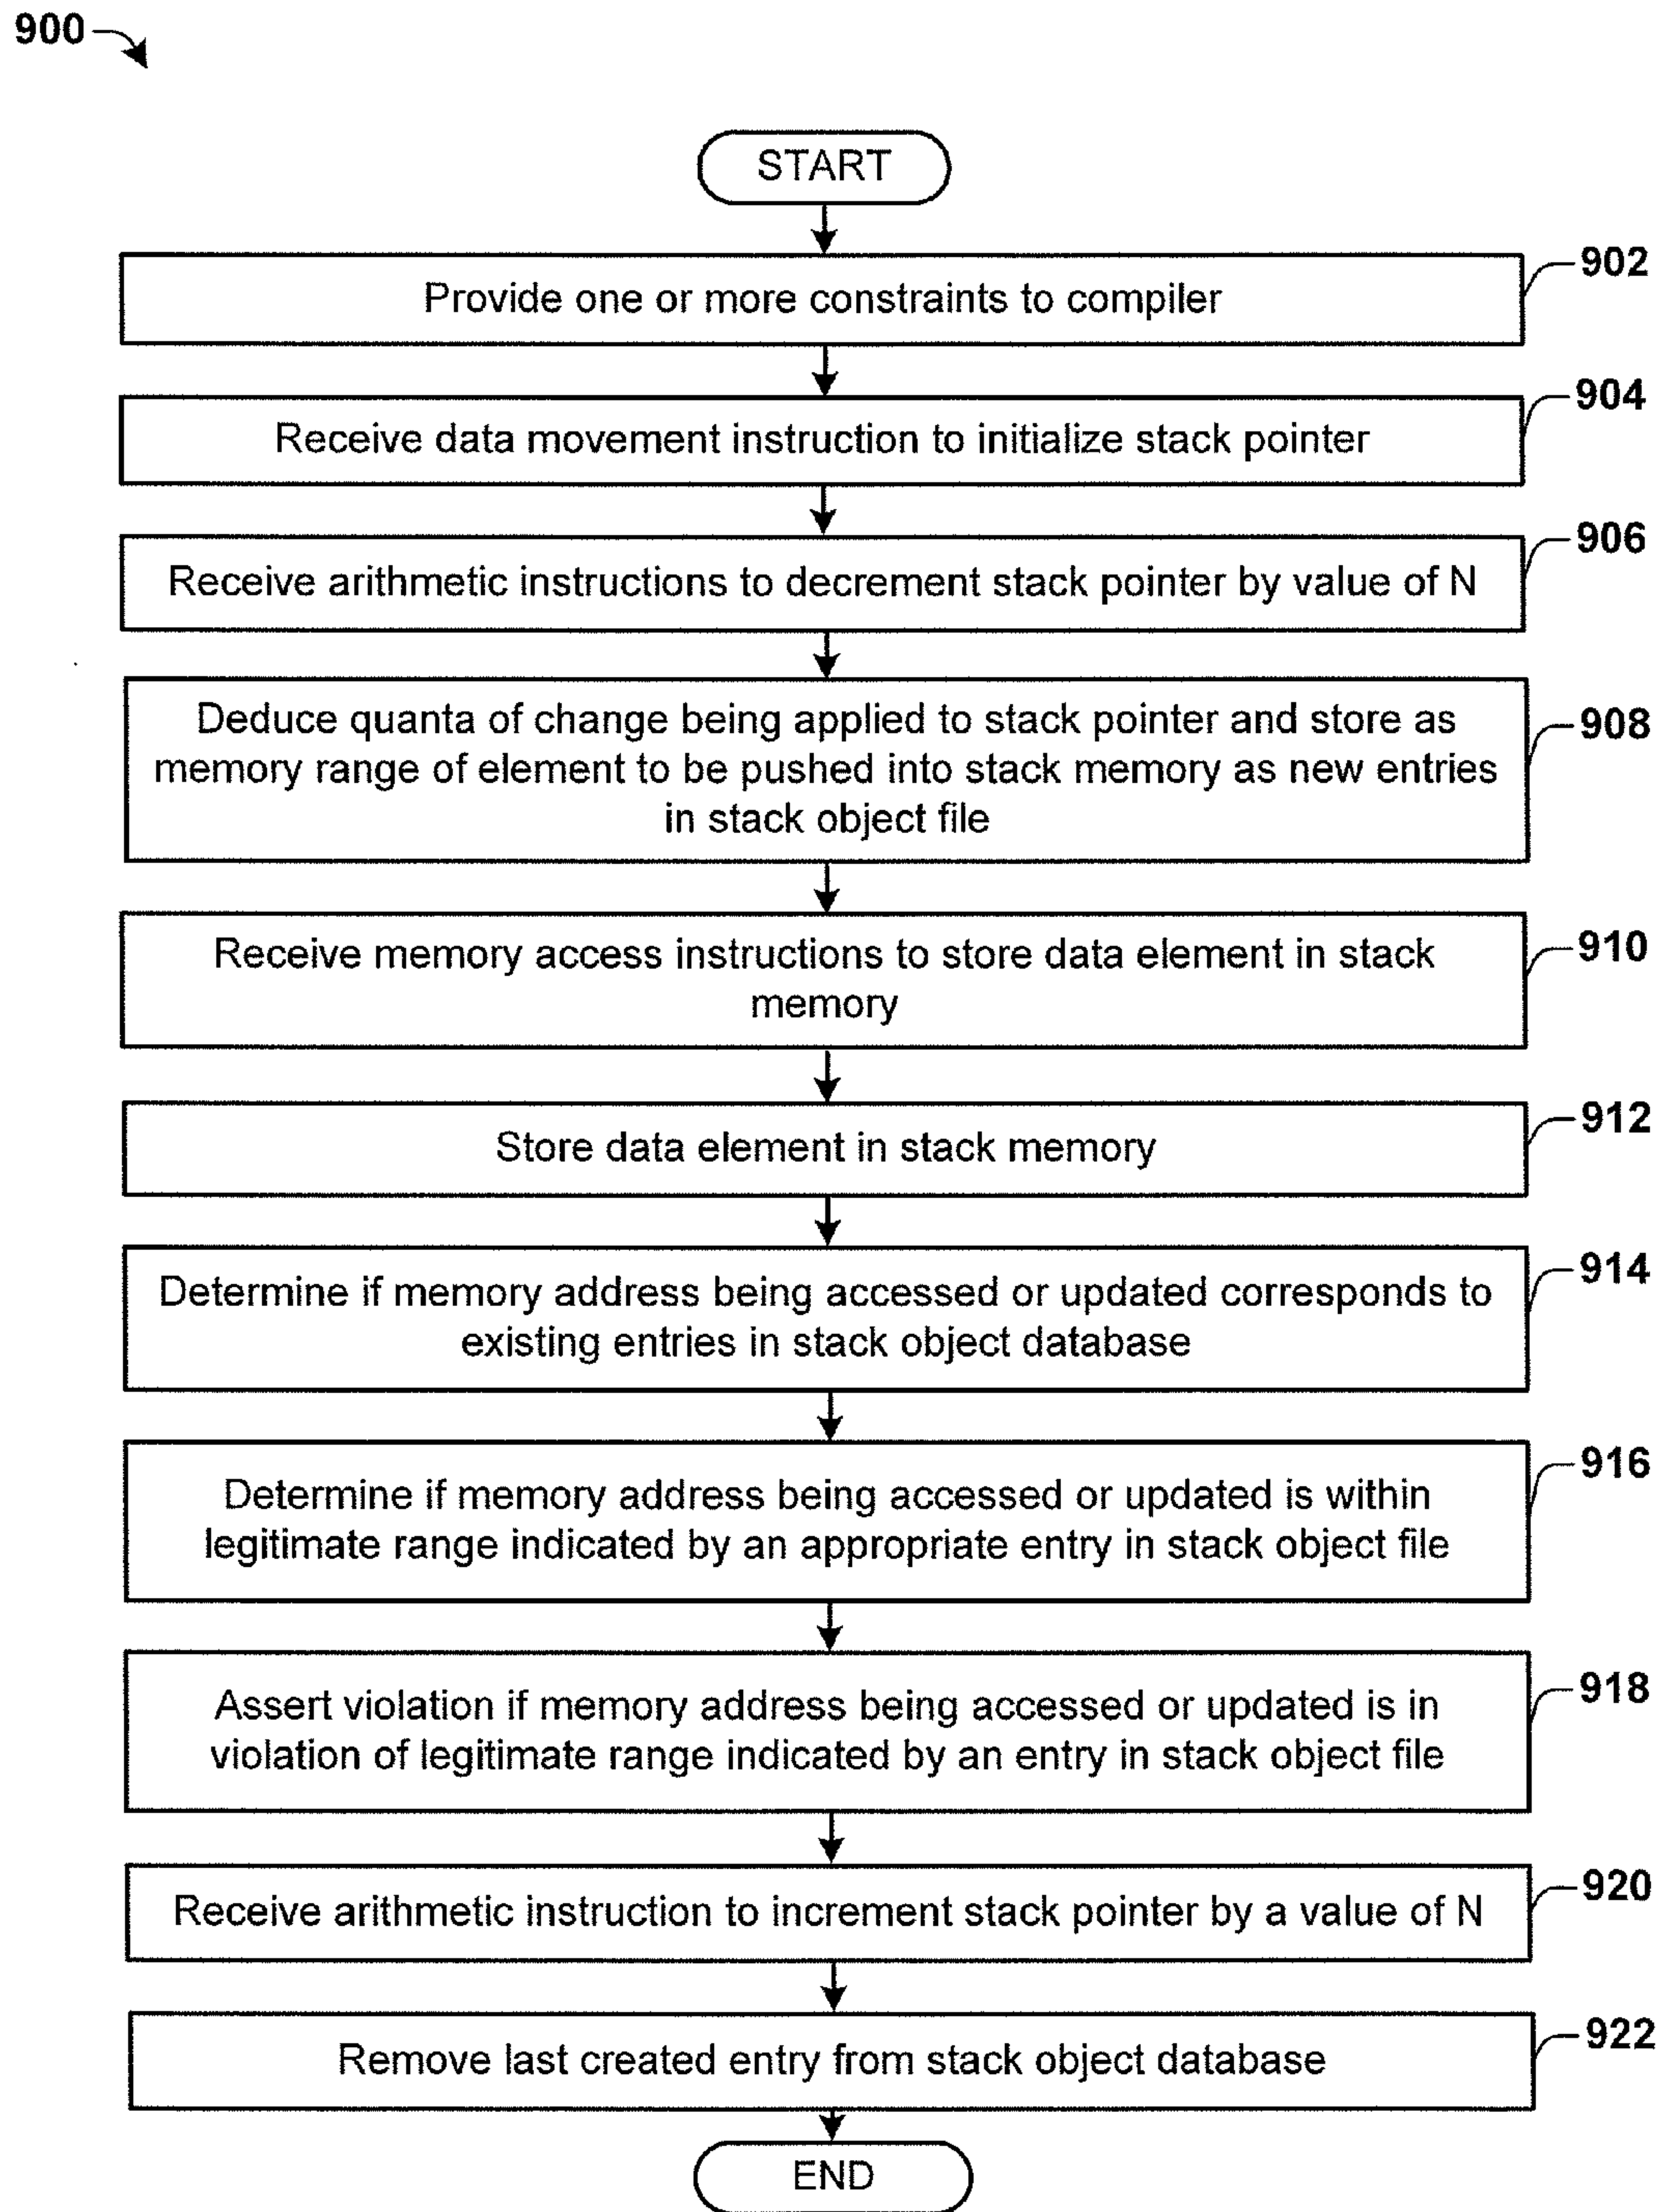 900
START
902
Provide one or more constraints to compiler
904
Receive data movement instruction to initialize stack pointer
906
Receive arithmetic instructions to decrement stack pointer by value of N
908
Deduce quanta of change being applied to stack pointer and store as
memory range of element to be pushed into stack memory as new entries
in stack object file
910
Receive memory access instructions to store data element in stack
memory
912
Store data element in stack memory
914
Determine if memory address being accessed or updated corresponds to
existing entries in stack object database
916
Determine if memory address being accessed or updated is within
legitimate range indicated by an appropriate entry in stack object file
918
Assert violation if memory address being accessed or updated is in
violation of legitimate range indicated by an entry in stack object file
920
Receive arithmetic instruction to increment stack pointer by a value of N
922
Remove last created entry from stack object database
END